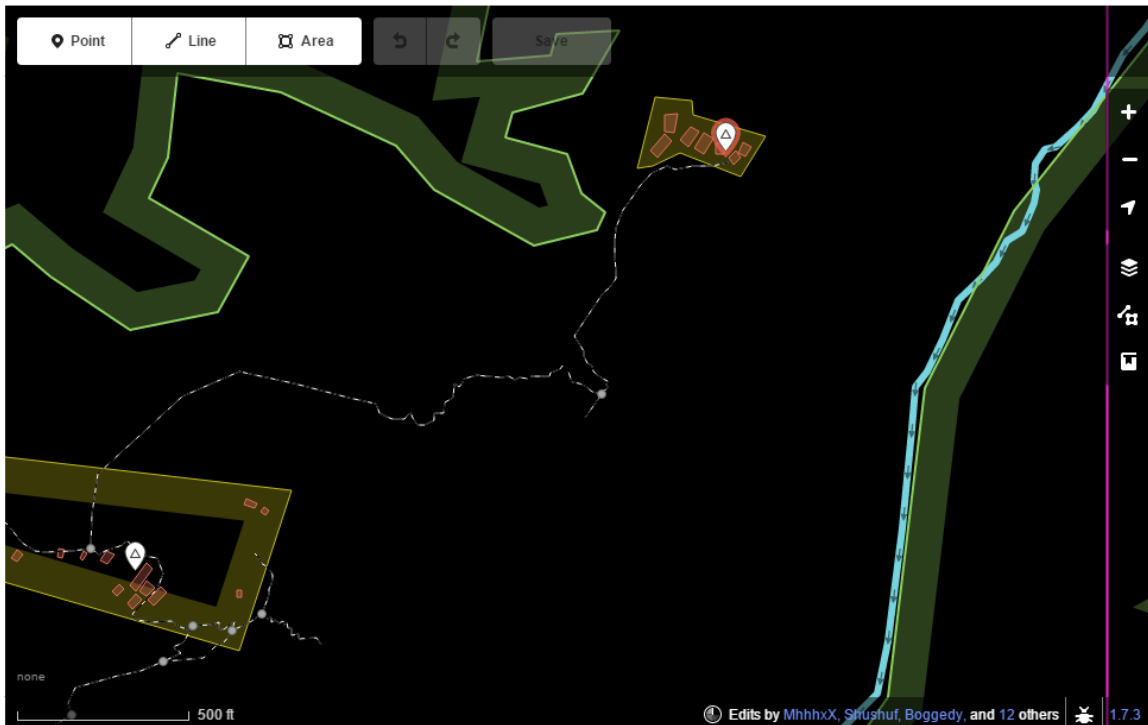 Point Line Area Save
none
500 ft
Edits by MhhhxX, Shushuf, Boggedy, and 12 others 1.7.3